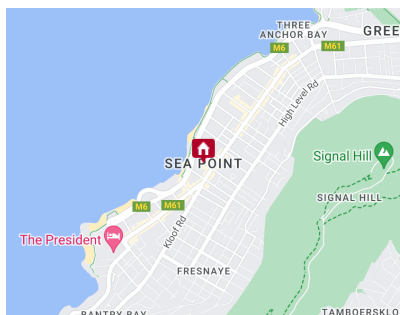 THREE
ANCHOR BAY
GREE
M6
M61
High Level Rd
Signal Hill
SEA POINT
SIGNAL HILL
M6
M61
Kloof Rd
The President
FRESNAYE
BANTRY BAY
TAMBOERSKLO